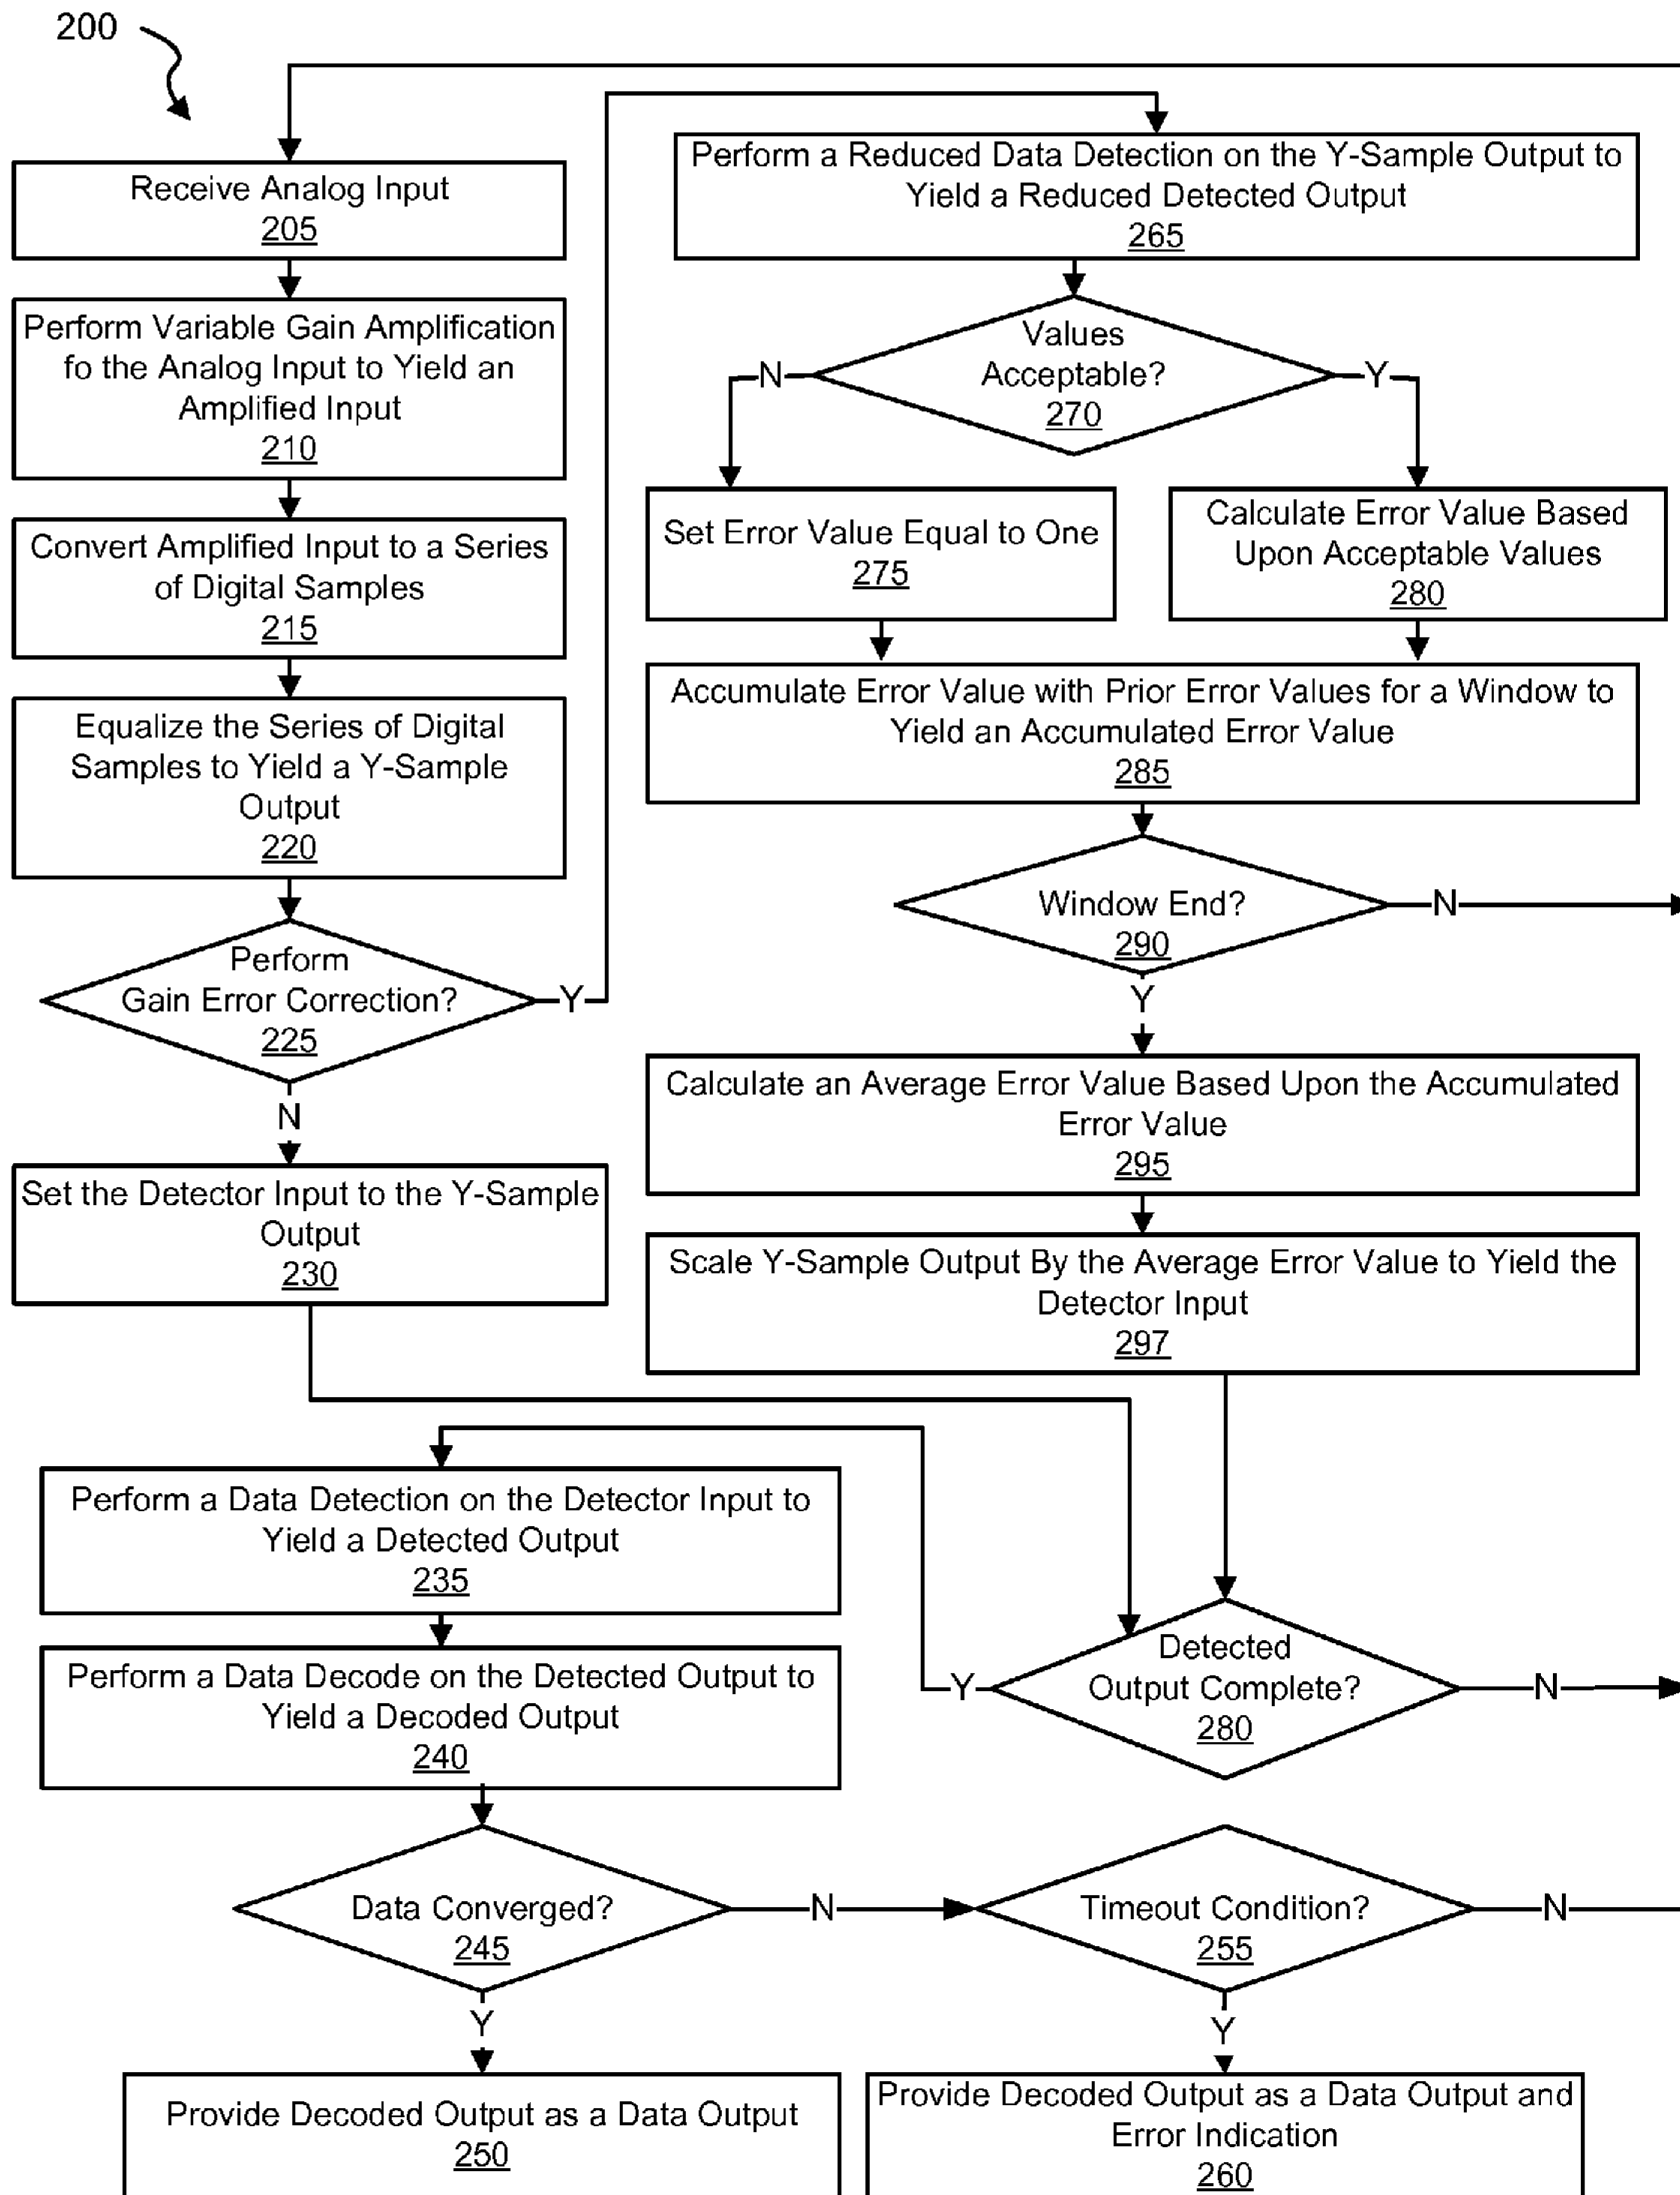 200
Receive Analog Input
205
Perform Variable Gain Amplification
fo the Analog Input to Yield an
Amplified Input
210
Convert Amplified Input to a Series
of Digital Samples
215
Equalize the Series of Digital
Samples to Yield a Y-Sample
Output
220
Perform
Gain Error Correction?
225
Y
N
Set the Detector Input to the Y-Sample
Output
230
Perform a Reduced Data Detection on the Y-Sample Output to
Yield a Reduced Detected Output
265
Values
Acceptable?
270
N
Y
Set Error Value Equal to One
275
Calculate Error Value Based
Upon Acceptable Values
280
Accumulate Error Value with Prior Error Values for a Window to
Yield an Accumulated Error Value
285
Window End?
290
N
Y
Calculate an Average Error Value Based Upon the Accumulated
Error Value
295
Scale Y-Sample Output By the Average Error Value to Yield the
Detector Input
297
Detected
Output Complete?
280
Y
N
Perform a Data Detection on the Detector Input to
Yield a Detected Output
235
Perform a Data Decode on the Detected Output to
Yield a Decoded Output
240
Data Converged?
245
N
Y
Timeout Condition?
255
N
Y
Provide Decoded Output as a Data Output
250
Provide Decoded Output as a Data Output and
Error Indication
260